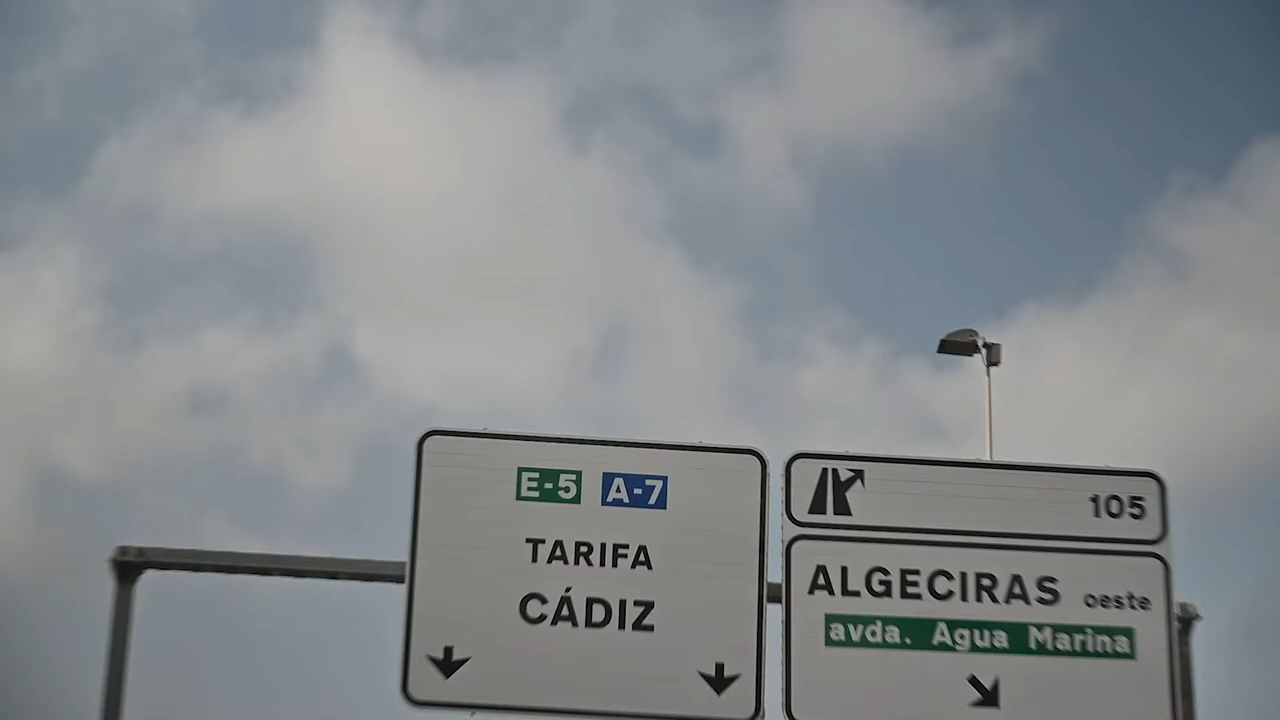 E-5 A-7
TARIFA
CÁDIZ
105
ALGECIRAS oeste
avda. Agua Marina